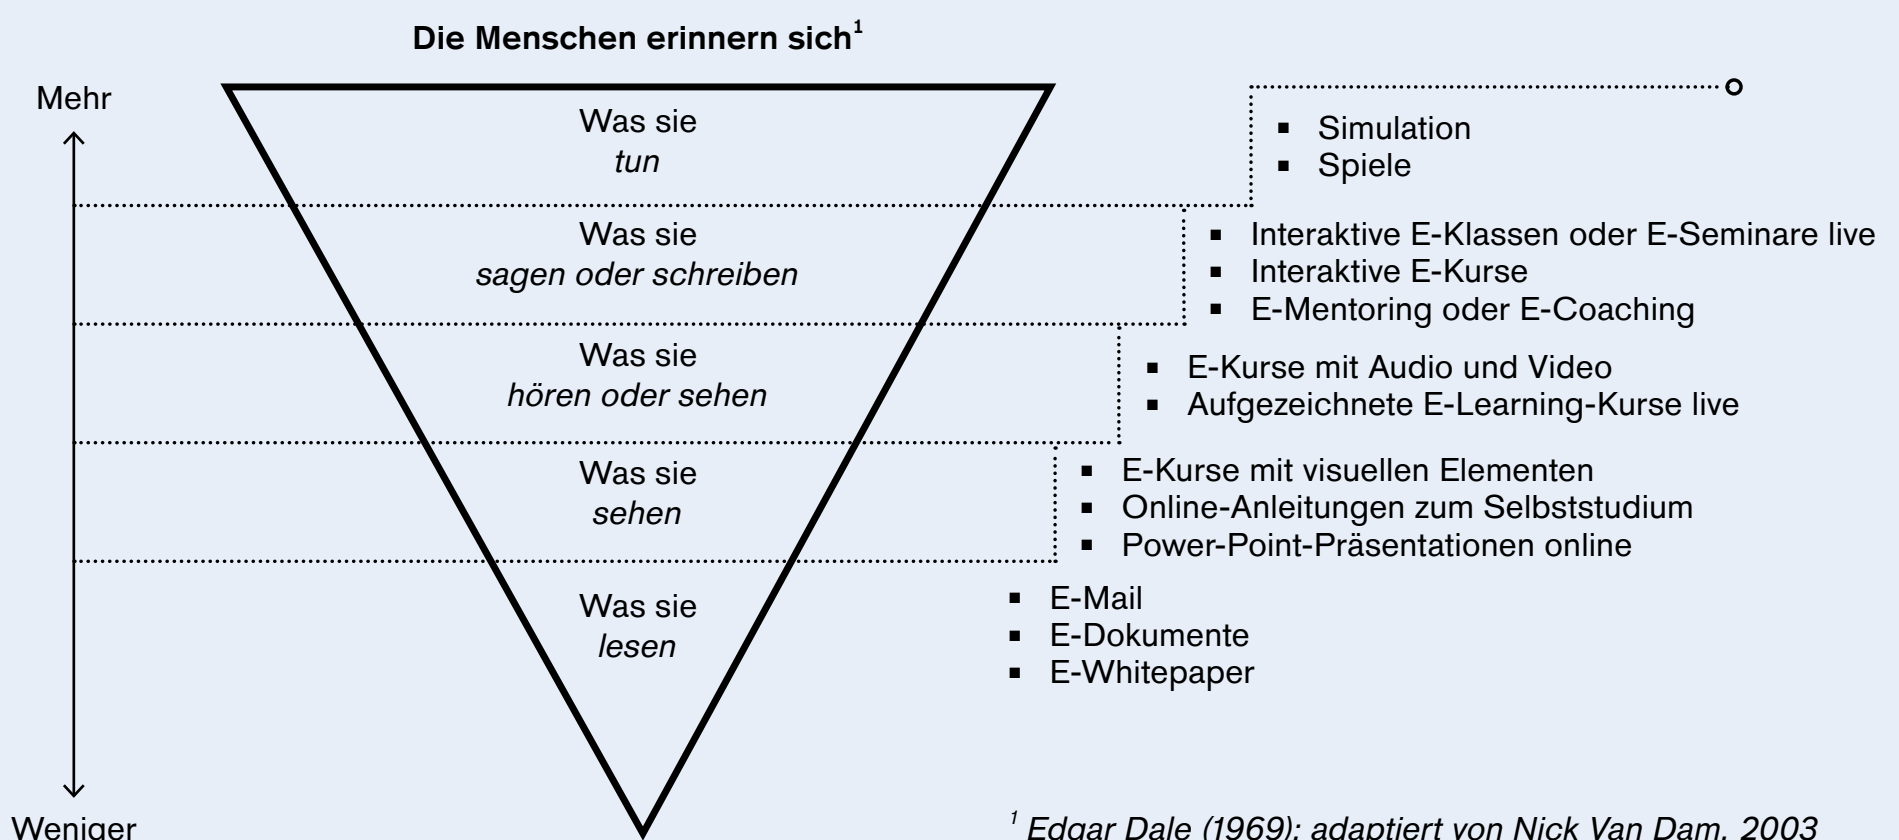 Die Menschen erinnern sich¹
Mehr
Was sie
tun
▪ Simulation
▪ Spiele
Was sie
sagen oder schreiben
▪ Interaktive E-Klassen oder E-Seminare live
▪ Interaktive E-Kurse
▪ E-Mentoring oder E-Coaching
Was sie
hören oder sehen
▪ E-Kurse mit Audio und Video
▪ Aufgezeichnete E-Learning-Kurse live
Was sie
sehen
▪ E-Kurse mit visuellen Elementen
▪ Online-Anleitungen zum Selbststudium
▪ Power-Point-Präsentationen online
Was sie
lesen
▪ E-Mail
▪ E-Dokumente
▪ E-Whitepaper
Weniger
¹ Edgar Dale (1969); adaptiert von Nick Van Dam, 2003